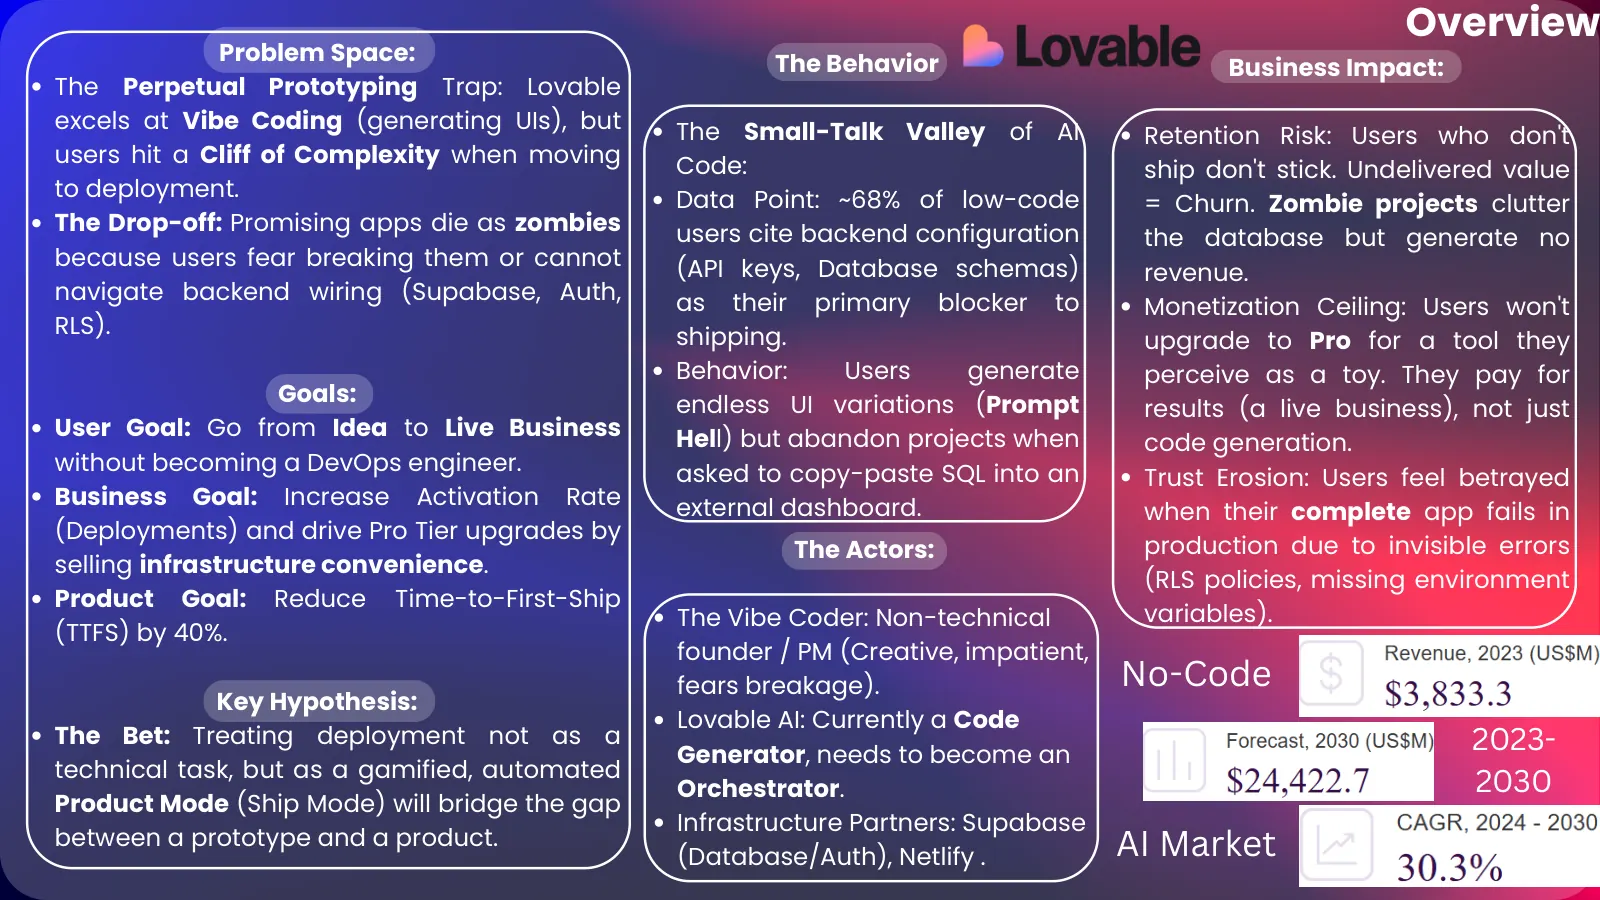 Overview
Problem Space:
• The Perpetual Prototyping Trap: Lovable
excels at Vibe Coding (generating UIs), but
users hit a Cliff of Complexity when moving
to deployment.
• The Drop-off: Promising apps die as zombies
because users fear breaking them or cannot
navigate backend wiring (Supabase, Auth,
RLS).
Goals:
• User Goal: Go from Idea to Live Business
without becoming a DevOps engineer.
• Business Goal: Increase Activation Rate
(Deployments) and drive Pro Tier upgrades by
selling infrastructure convenience.
• Product Goal: Reduce Time-to-First-Ship
(TTFS) by 40%.
Key Hypothesis:
• The Bet: Treating deployment not as a
technical task, but as a gamified, automated
Product Mode (Ship Mode) will bridge the gap
between a prototype and a product.
The Behavior
Lovable
• The Small-Talk Valley of AI
Code:
• Data Point: ~68% of low-code
users cite backend configuration
(API keys, Database schemas)
as their primary blocker to
shipping.
• Behavior: Users generate
endless UI variations (Prompt
Hell) but abandon projects when
asked to copy-paste SQL into an
external dashboard.
The Actors:
• The Vibe Coder: Non-technical
founder / PM (Creative, impatient,
fears breakage).
• Lovable AI: Currently a Code
Generator, needs to become an
Orchestrator.
• Infrastructure Partners: Supabase
(Database/Auth), Netlify .
Business Impact:
• Retention Risk: Users who don't
ship don't stick. Undelivered value
= Churn. Zombie projects clutter
the database but generate no
revenue.
• Monetization Ceiling: Users won't
upgrade to Pro for a tool they
perceive as a toy. They pay for
results (a live business), not just
code generation.
• Trust Erosion: Users feel betrayed
when their complete app fails in
production due to invisible errors
(RLS policies, missing environment
variables).
No-Code
Revenue, 2023 (US$M)
$3,833.3
Forecast, 2030 (US$M)
$24,422.7
2023-
2030
AI Market
CAGR, 2024 - 2030
30.3%